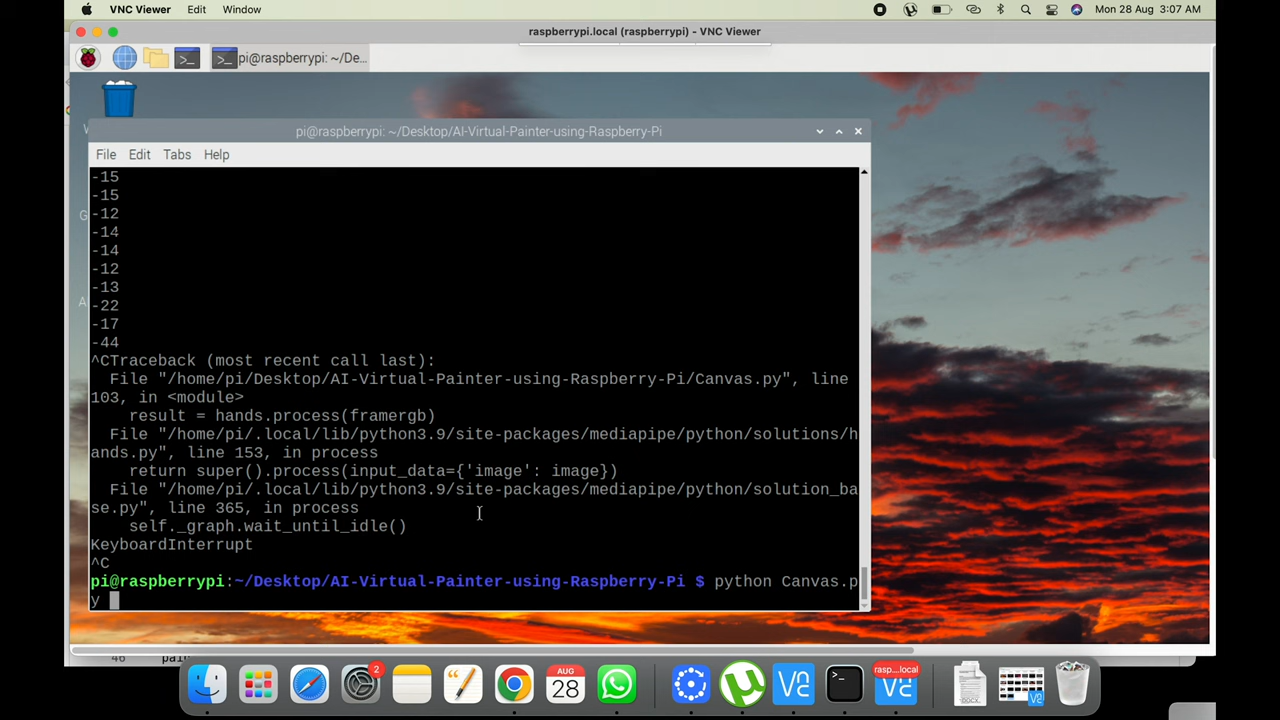 VNC Viewer Edit Window Mon 28 Aug 3:07 AM
raspberrypi.local (raspberrypi) - VNC Viewer
pi@raspberrypi: ~/De...
pi@raspberrypi: ~/Desktop/AI-Virtual-Painter-using-Raspberry-Pi
File Edit Tabs Help
-15
-15
-12
-14
-14
-12
-13
-22
-17
-44
^CTraceback (most recent call last):
File "/home/pi/Desktop/AI-Virtual-Painter-using-Raspberry-Pi/Canvas.py", line
103, in <module>
result = hands.process(framergb)
File "/home/pi/.local/lib/python3.9/site-packages/mediapipe/python/solutions/h
ands.py", line 153, in process
return super().process(input_data={'image': image})
File "/home/pi/.local/lib/python3.9/site-packages/mediapipe/python/solution_ba
se.py", line 365, in process
self._graph.wait_until_idle()
KeyboardInterrupt
^C
pi@raspberrypi:~/Desktop/AI-Virtual-Painter-using-Raspberry-Pi $ python Canvas.p
y
46
2
AUG
28
rasp...local
DOCX